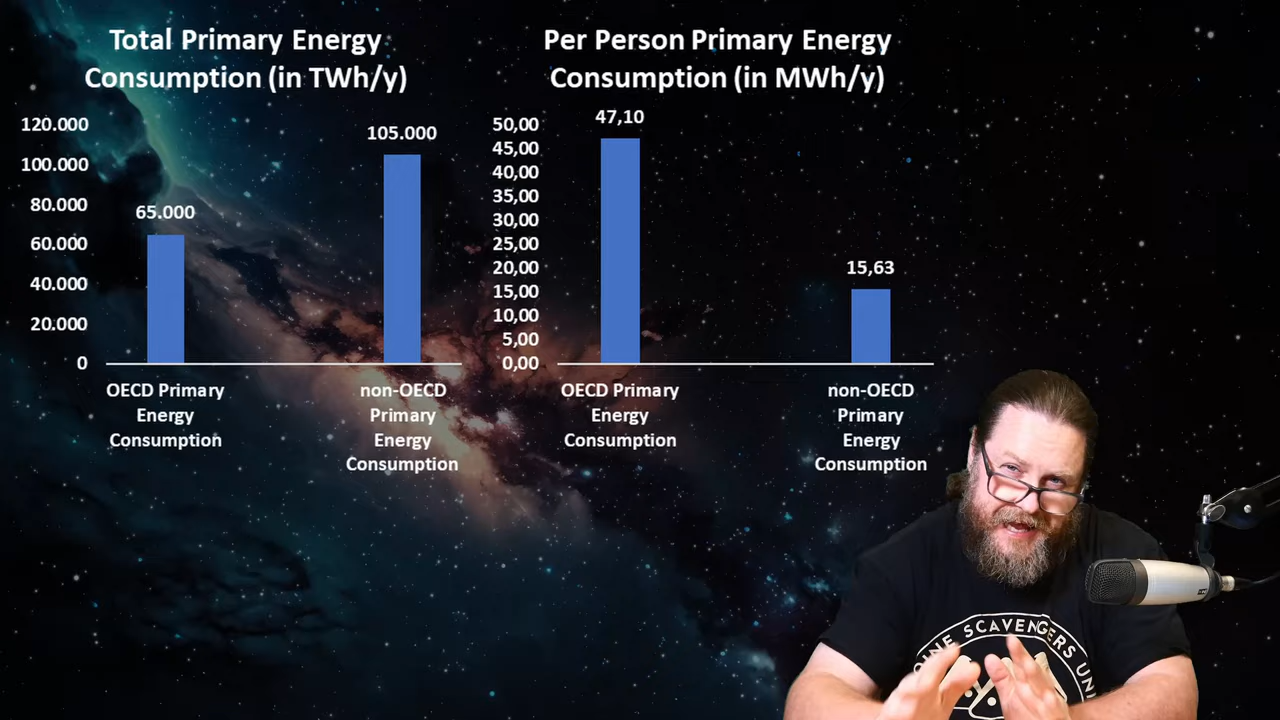 Total Primary Energy
Consumption (in TWh/y)
120.000
100.000
80.000
60.000
40.000
20.000
0
65.000
105.000
OECD Primary
Energy
Consumption
non-OECD
Primary
Energy
Consumption
Per Person Primary Energy
Consumption (in MWh/y)
50,00
45,00
40,00
35,00
30,00
25,00
20,00
15,00
10,00
5,00
0,00
47,10
15,63
OECD Primary
Energy
Consumption
non-OECD
Primary
Energy
Consumption
SCAVENGERS